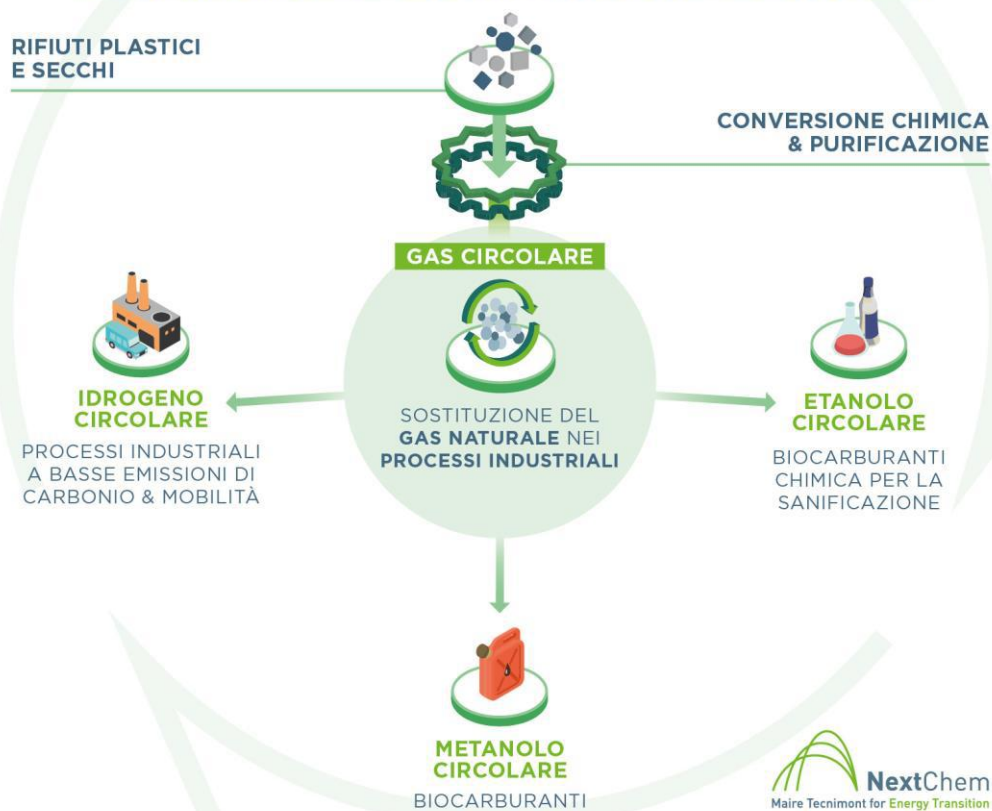 RIFIUTI PLASTICI
E SECCHI
CONVERSIONE CHIMICA
& PURIFICAZIONE
GAS CIRCOLARE
SOSTITUZIONE DEL
GAS NATURALE NEI
PROCESSI INDUSTRIALI
IDROGENO
CIRCOLARE
PROCESSI INDUSTRIALI
A BASSE EMISSIONI DI
CARBONIO & MOBILITÀ
ETANOLO
CIRCOLARE
BIOCARBURANTI
CHIMICA PER LA
SANIFICAZIONE
METANOLO
CIRCOLARE
BIOCARBURANTI
NextChem
Maire Tecnimont for Energy Transition